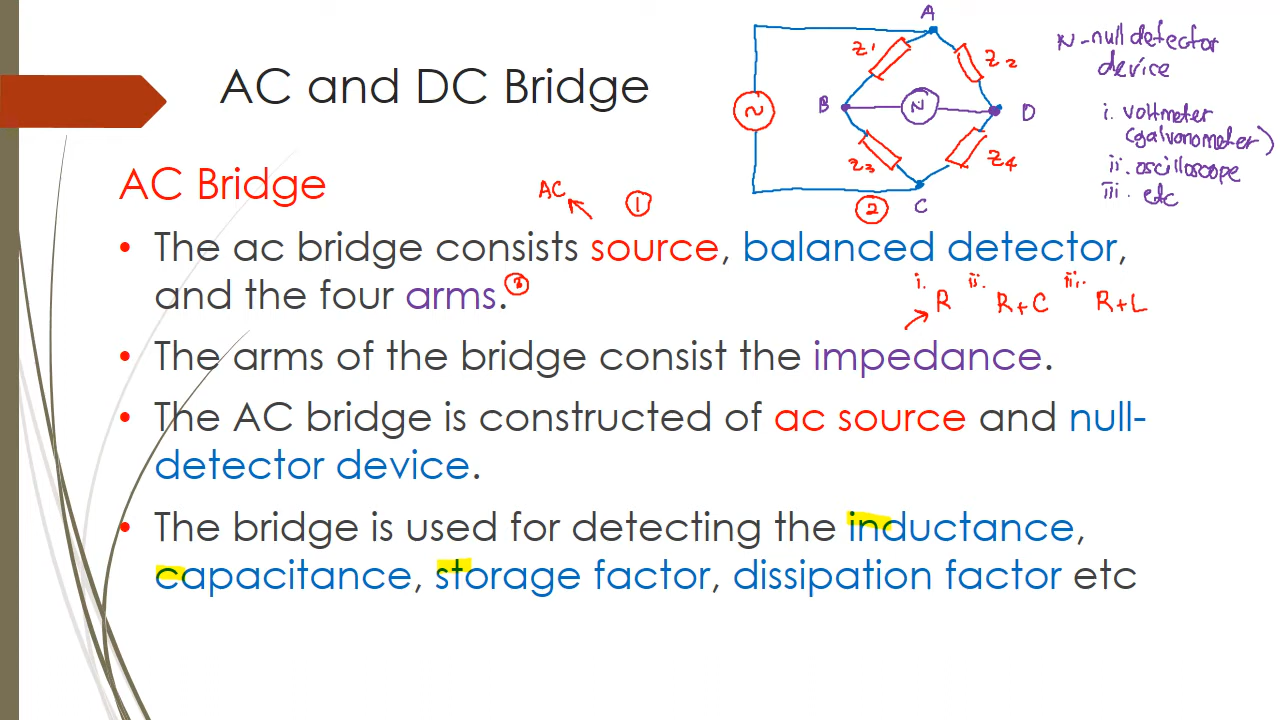 AC and DC Bridge
A
Z1
Z2
B
N
D
~
Z3
Z4
C
N - null detector
device
i. voltmeter
(galvonometer)
ii. oscilloscope
iii. etc
AC Bridge
AC
1
2
• The ac bridge consists source, balanced detector,
and the four arms. 3
i. R ii. R+C iii. R+L
• The arms of the bridge consist the impedance.
• The AC bridge is constructed of ac source and null-
detector device.
• The bridge is used for detecting the inductance,
capacitance, storage factor, dissipation factor etc